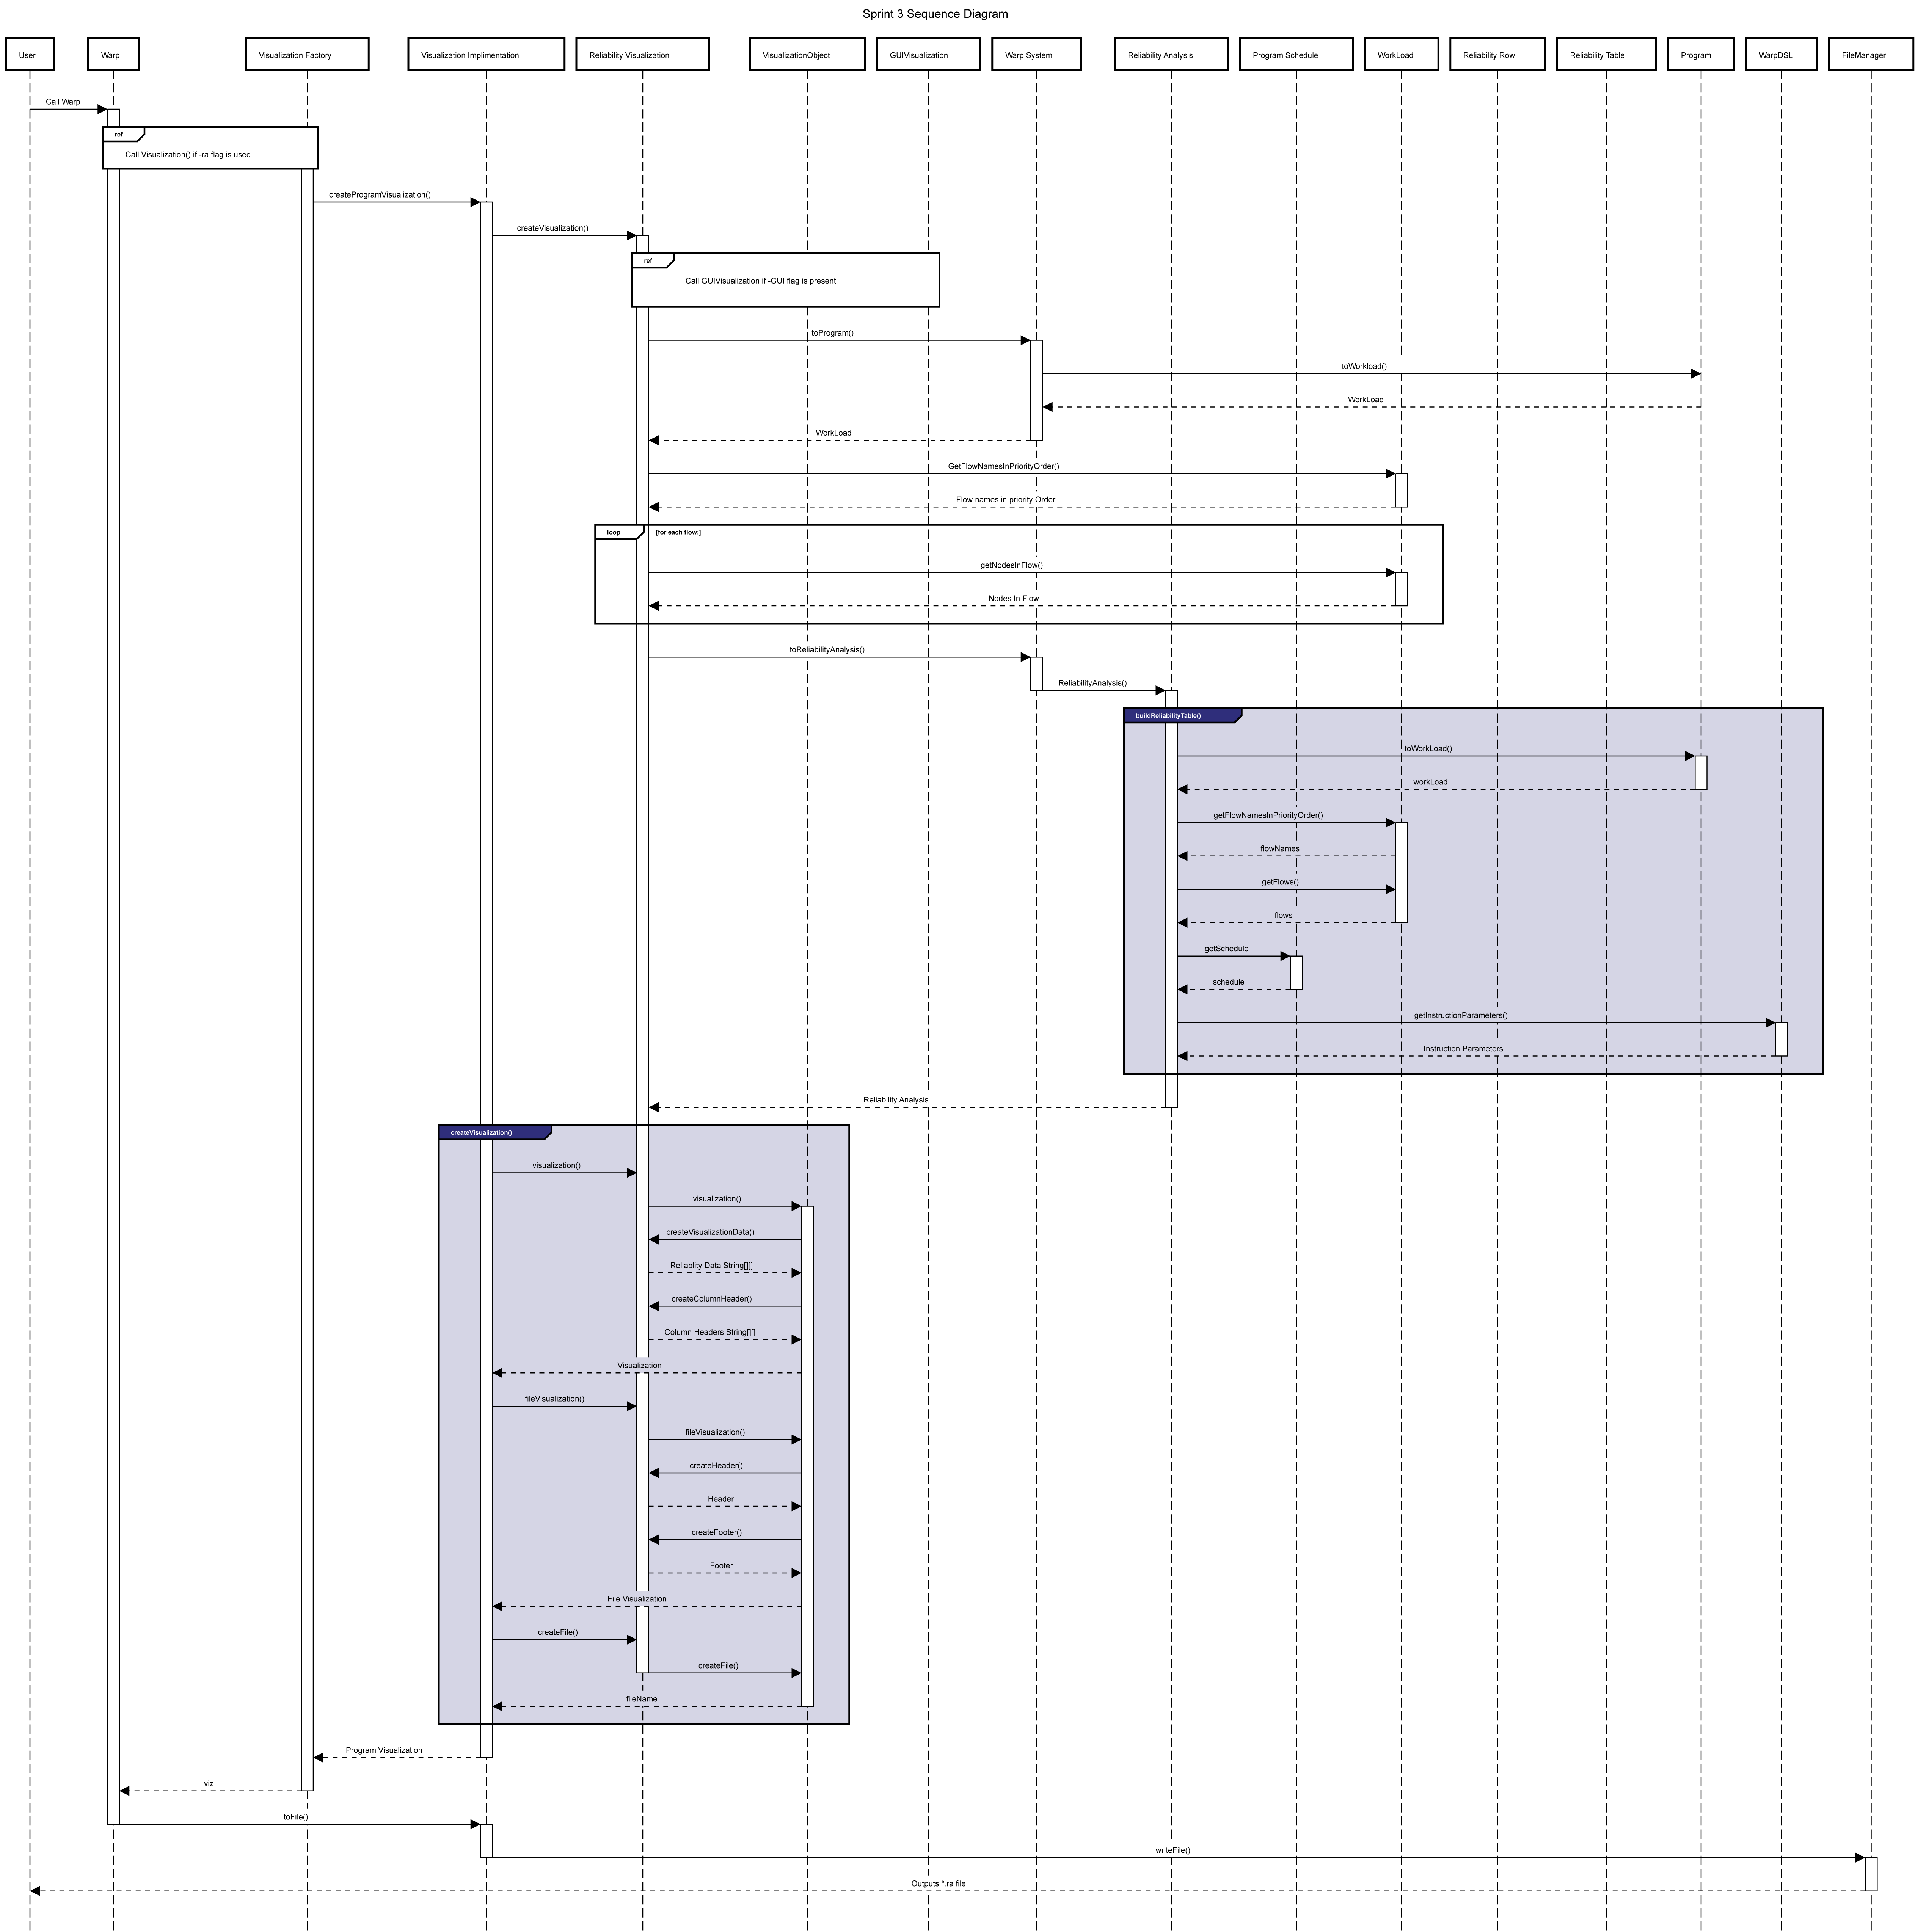 Sprint 3 Sequence Diagram
User
Warp
Visualization Factory
Visualization Implimentation
Reliability Visualization
VisualizationObject
GUIVisualization
Warp System
Reliability Analysis
Program Schedule
WorkLoad
Reliability Row
Reliability Table
Program
WarpDSL
FileManager
Call Warp
ref
Call Visualization() if -ra flag is used
createProgramVisualization()
createVisualization()
ref
Call GUIVisualization if -GUI flag is present
toProgram()
toWorkload()
WorkLoad
WorkLoad
GetFlowNamesInPriorityOrder()
Flow names in priority Order
loop
[for each flow:]
getNodesInFlow()
Nodes In Flow
toReliabilityAnalysis()
ReliabilityAnalysis()
buildReliabilityTable()
toWorkLoad()
workLoad
getFlowNamesInPriorityOrder()
flowNames
getFlows()
flows
getSchedule
schedule
getInstructionParameters()
Instruction Parameters
Reliability Analysis
createVisualization()
visualization()
visualization()
createVisualizationData()
Reliablity Data String[][]
createColumnHeader()
Column Headers String[][]
Visualization
fileVisualization()
fileVisualization()
createHeader()
Header
createFooter()
Footer
File Visualization
createFile()
createFile()
fileName
Program Visualization
viz
toFile()
writeFile()
Outputs *.ra file